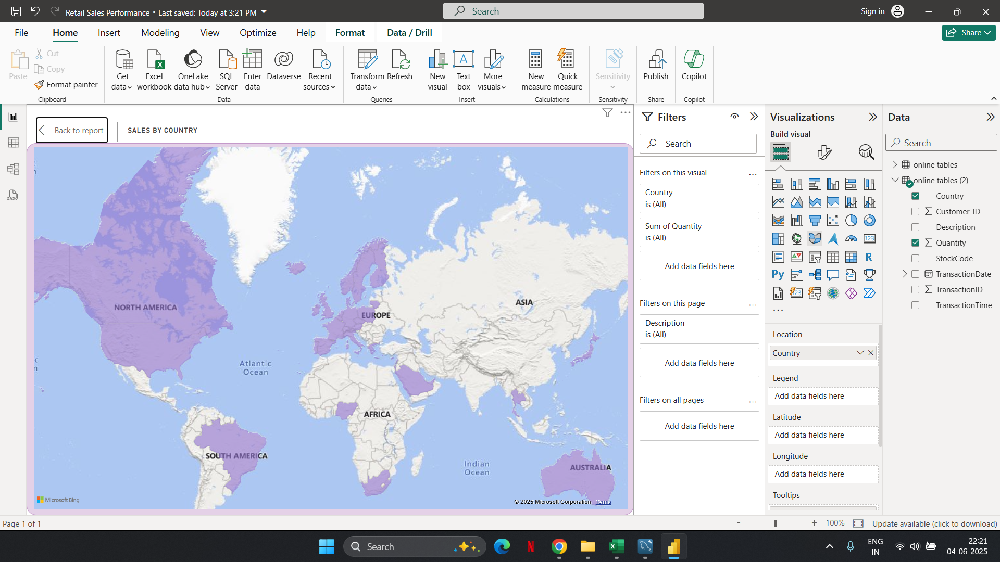 Retail Sales Performance • Last saved: Today at 3:21 PM
Search
Sign in
File
Home
Insert
Modeling
View
Optimize
Help
Format
Data / Drill
Share
Paste
Cut
Copy
Format painter
Clipboard
Get data
Excel workbook
OneLake data hub
SQL Server
Enter data
Dataverse
Recent sources
Data
Transform data
Refresh
Queries
New visual
Text box
More visuals
Insert
New measure
Quick measure
Calculations
Sensitivity
Sensitivity
Publish
Share
Copilot
Copilot
DAX
Back to report
SALES BY COUNTRY
NORTH AMERICA
EUROPE
ASIA
Atlantic
Ocean
AFRICA
SOUTH AMERICA
Indian
Ocean
AUSTRALIA
c
n
Microsoft Bing
© 2025 Microsoft Corporation Terms
Filters
Search
Filters on this visual
Country
is (All)
Sum of Quantity
is (All)
Add data fields here
Filters on this page
Description
is (All)
Add data fields here
Filters on all pages
Add data fields here
Visualizations
Build visual
123
R
Py
123
Location
Country
Legend
Add data fields here
Latitude
Add data fields here
Longitude
Add data fields here
Tooltips
Data
Search
online tables
online tables (2)
Country
Customer_ID
Description
Quantity
StockCode
TransactionDate
TransactionID
TransactionTime
Page 1 of 1
100%
Update available (click to download)
Search
ENG
IN
22:21
04-06-2025